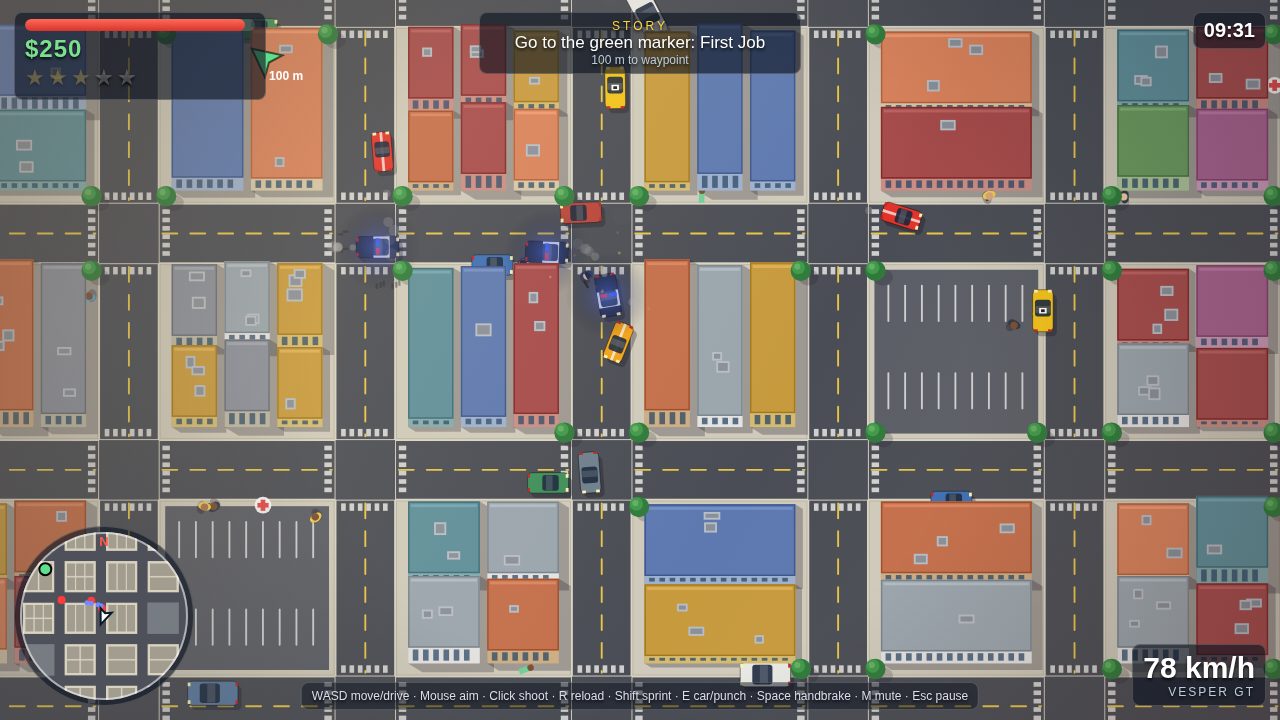 STORY
Go to the green marker: First Job
100 m to waypoint
$250
100 m
09:31
N
78 km/h
VESPER GT
WASD move/drive · Mouse aim · Click shoot · R reload · Shift sprint · E car/punch · Space handbrake · M mute · Esc pause